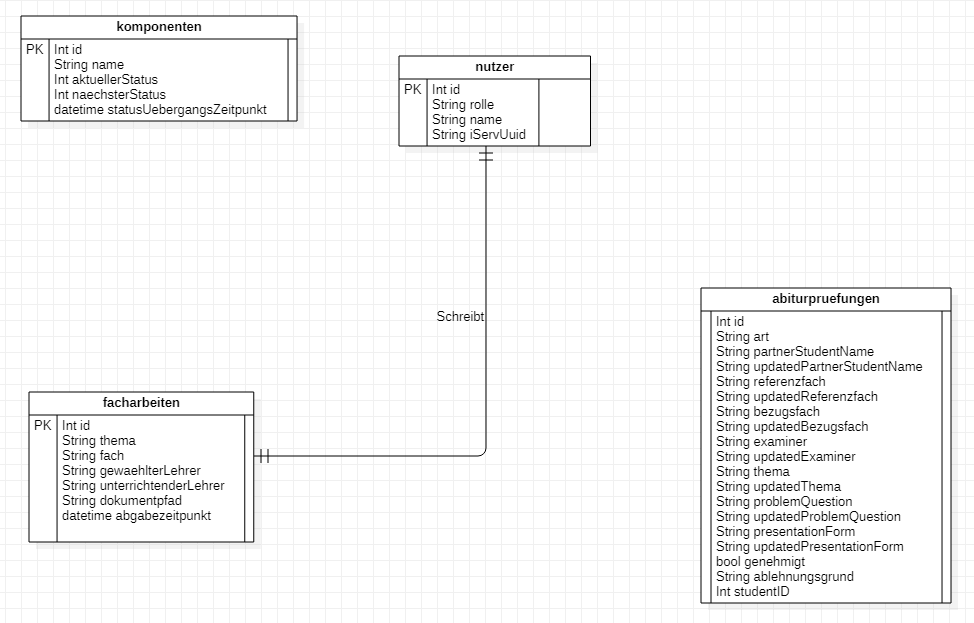 komponenten
PK
Int id
String name
Int aktuellerStatus
Int naechsterStatus
datetime statusUebergangsZeitpunkt
nutzer
PK
Int id
String rolle
String name
String iServUuid
Schreibt
facharbeiten
PK
Int id
String thema
String fach
String gewaehlterLehrer
String unterrichtenderLehrer
String dokumentpfad
datetime abgabezeitpunkt
abiturpruefungen
Int id
String art
String partnerStudentName
String updatedPartnerStudentName
String referenzfach
String updatedReferenzfach
String bezugsfach
String updatedBezugsfach
String examiner
String updatedExaminer
String thema
String updatedThema
String problemQuestion
String updatedProblemQuestion
String presentationForm
String updatedPresentationForm
bool genehmigt
String ablehnungsgrund
Int studentID